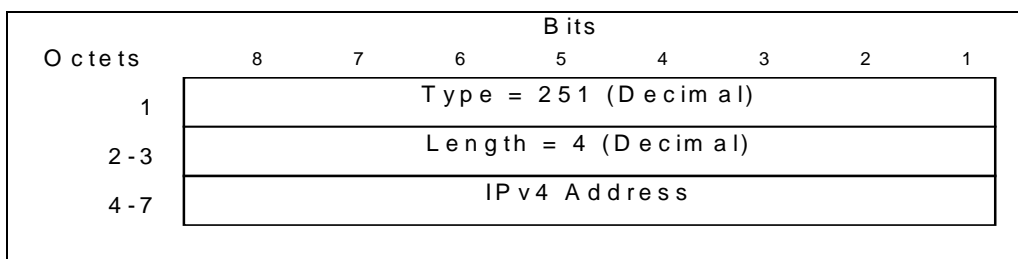 Bits
Octets 8 7 6 5 4 3 2 1
1 Type = 251 (Decimal)
2-3 Length = 4 (Decimal)
4-7 IPv4 Address